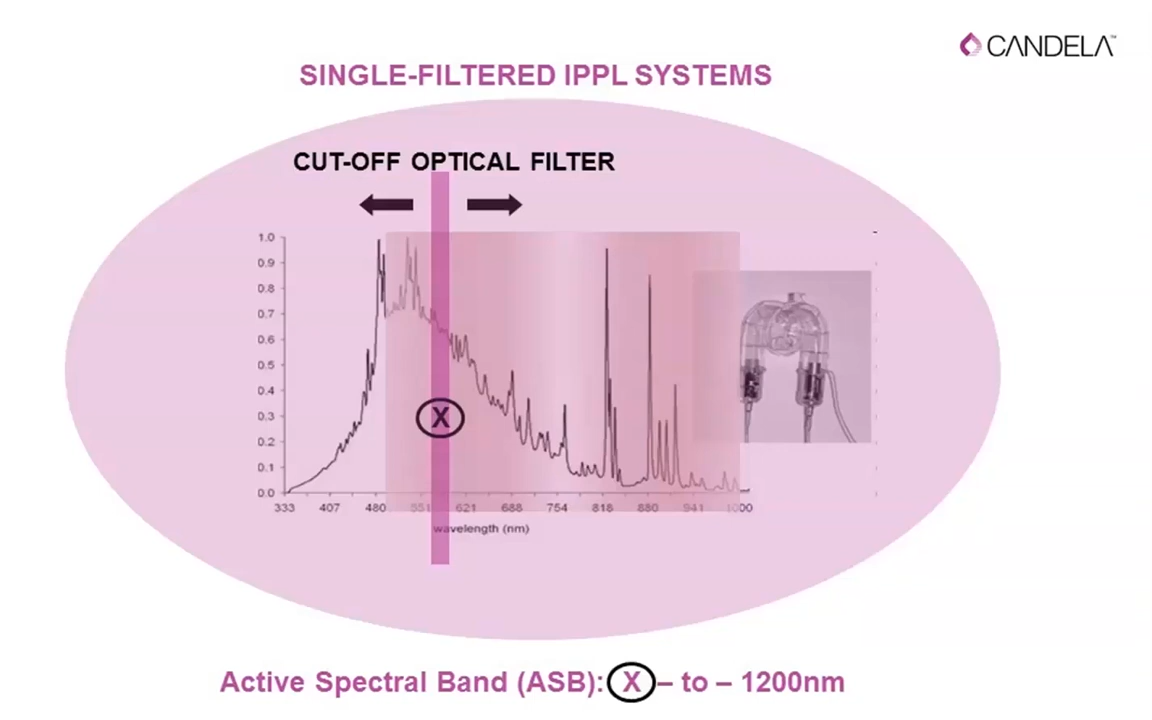 CANDELA™
SINGLE-FILTERED IPPL SYSTEMS
CUT-OFF OPTICAL FILTER
1.0
0.9
0.8
0.7
0.6
0.5
0.4
0.3
0.2
0.1
0.0
X
333 407 480 551 621 688 754 818 880 941 1000
wavelength (nm)
Active Spectral Band (ASB): X – to – 1200nm